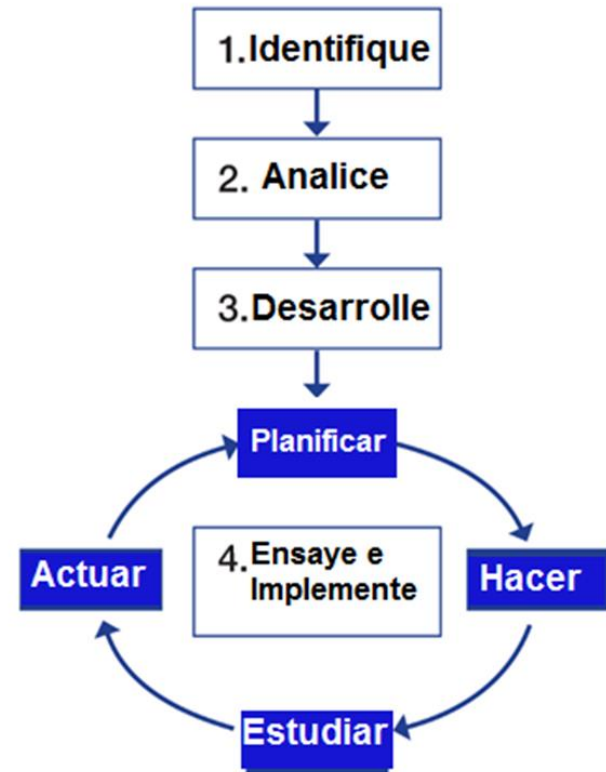 1. Identifique
2. Analice
3. Desarrolle
Planificar
Actuar
4. Ensaye e
Implemente
Hacer
Estudiar